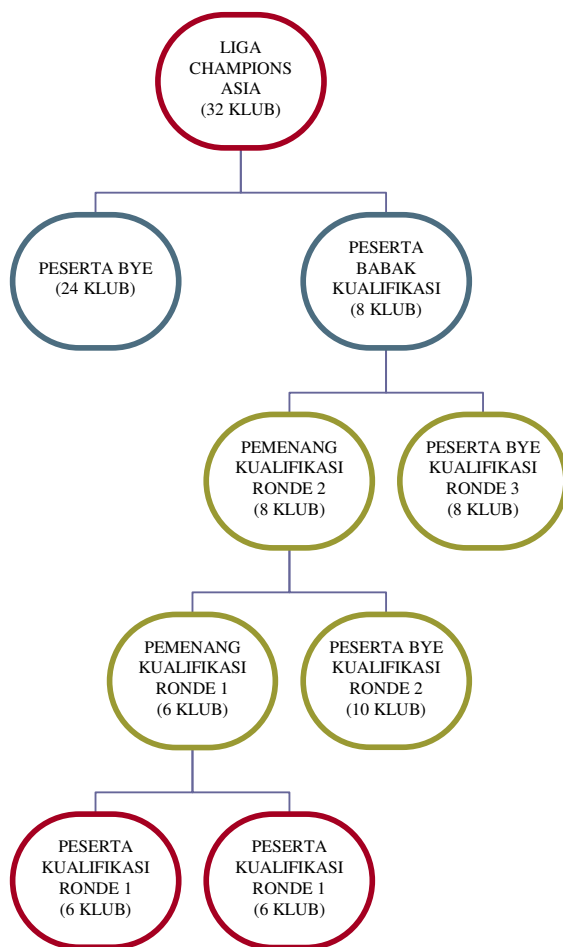 LIGA
CHAMPIONS
ASIA
(32 KLUB)
PESERTA BYE
(24 KLUB)
PESERTA
BABAK
KUALIFIKASI
(8 KLUB)
PEMENANG
KUALIFIKASI
RONDE 2
(8 KLUB)
PESERTA BYE
KUALIFIKASI
RONDE 3
(8 KLUB)
PEMENANG
KUALIFIKASI
RONDE 1
(6 KLUB)
PESERTA BYE
KUALIFIKASI
RONDE 2
(10 KLUB)
PESERTA
KUALIFIKASI
RONDE 1
(6 KLUB)
PESERTA
KUALIFIKASI
RONDE 1
(6 KLUB)